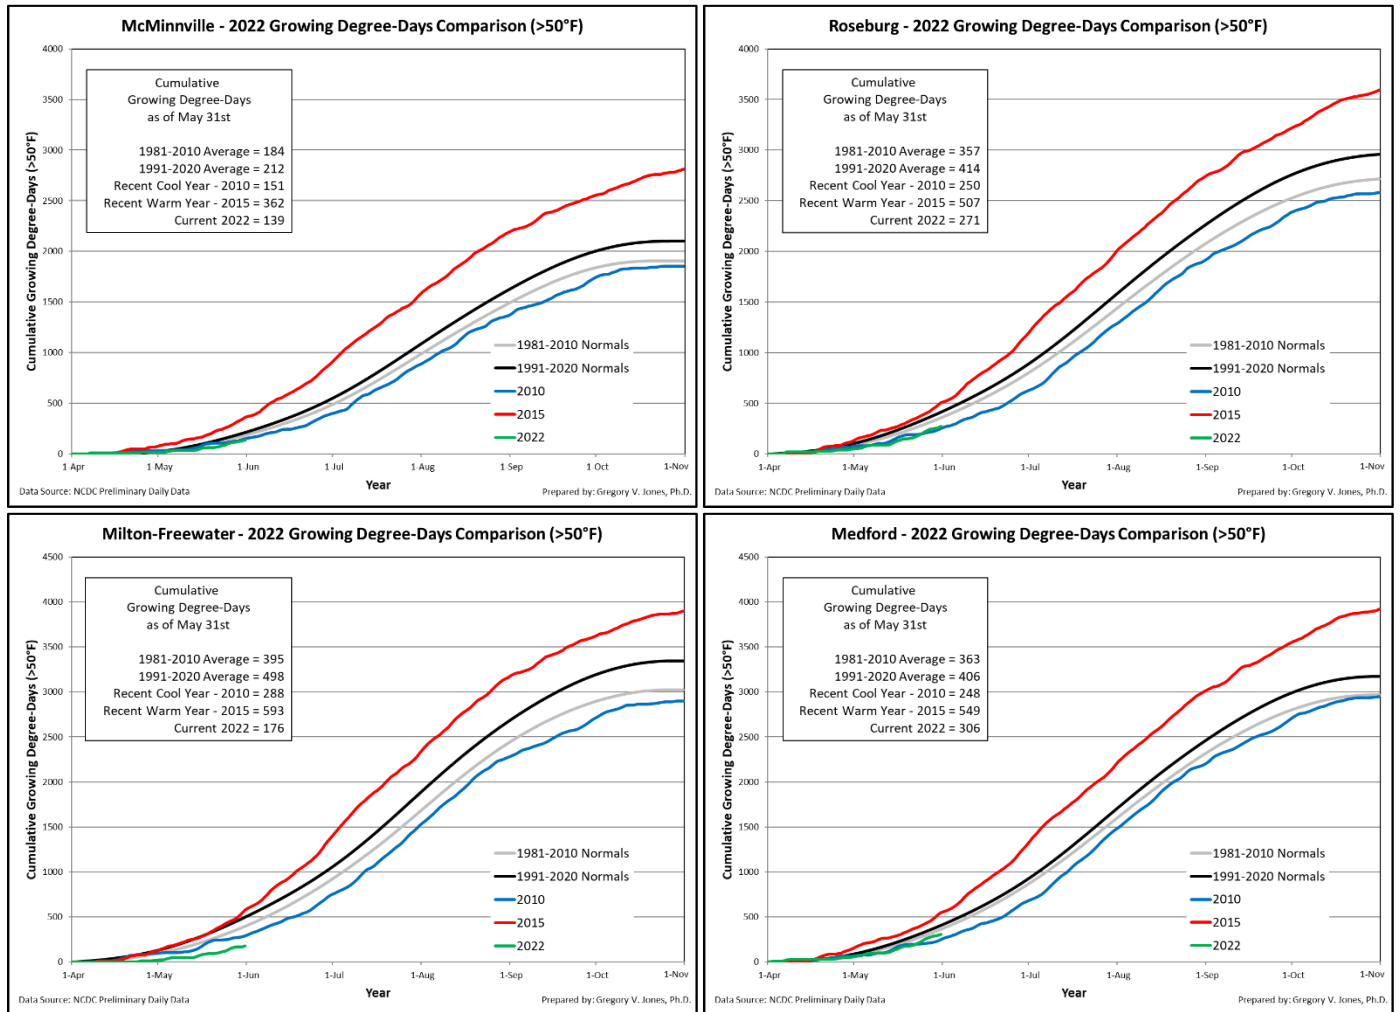 McMinnville - 2022 Growing Degree-Days Comparison (>50°F)
Cumulative Growing Degree-Days (>50°F)
4000
3500
3000
2500
2000
1500
1000
500
0
Cumulative
Growing Degree-Days
as of May 31st
1981-2010 Average = 184
1991-2020 Average = 212
Recent Cool Year - 2010 = 151
Recent Warm Year - 2015 = 362
Current 2022 = 139
1981-2010 Normals
1991-2020 Normals
2010
2015
2022
1-Apr 1-May 1-Jun 1-Jul 1-Aug 1-Sep 1-Oct 1-Nov
Year
Data Source: NCDC Preliminary Daily Data
Prepared by: Gregory V. Jones, Ph.D.
Roseburg - 2022 Growing Degree-Days Comparison (>50°F)
Cumulative Growing Degree-Days (>50°F)
4000
3500
3000
2500
2000
1500
1000
500
0
Cumulative
Growing Degree-Days
as of May 31st
1981-2010 Average = 357
1991-2020 Average = 414
Recent Cool Year - 2010 = 250
Recent Warm Year - 2015 = 507
Current 2022 = 271
1981-2010 Normals
1991-2020 Normals
2010
2015
2022
1-Apr 1-May 1-Jun 1-Jul 1-Aug 1-Sep 1-Oct 1-Nov
Year
Data Source: NCDC Preliminary Daily Data
Prepared by: Gregory V. Jones, Ph.D.
Milton-Freewater - 2022 Growing Degree-Days Comparison (>50°F)
Cumulative Growing Degree-Days (>50°F)
4500
4000
3500
3000
2500
2000
1500
1000
500
0
Cumulative
Growing Degree-Days
as of May 31st
1981-2010 Average = 395
1991-2020 Average = 498
Recent Cool Year - 2010 = 288
Recent Warm Year - 2015 = 593
Current 2022 = 176
1981-2010 Normals
1991-2020 Normals
2010
2015
2022
1-Apr 1-May 1-Jun 1-Jul 1-Aug 1-Sep 1-Oct 1-Nov
Year
Data Source: NCDC Preliminary Daily Data
Prepared by: Gregory V. Jones, Ph.D.
Medford - 2022 Growing Degree-Days Comparison (>50°F)
Cumulative Growing Degree-Days (>50°F)
4500
4000
3500
3000
2500
2000
1500
1000
500
0
Cumulative
Growing Degree-Days
as of May 31st
1981-2010 Average = 363
1991-2020 Average = 406
Recent Cool Year - 2010 = 248
Recent Warm Year - 2015 = 549
Current 2022 = 306
1981-2010 Normals
1991-2020 Normals
2010
2015
2022
1-Apr 1-May 1-Jun 1-Jul 1-Aug 1-Sep 1-Oct 1-Nov
Year
Data Source: NCDC Preliminary Daily Data
Prepared by: Gregory V. Jones, Ph.D.